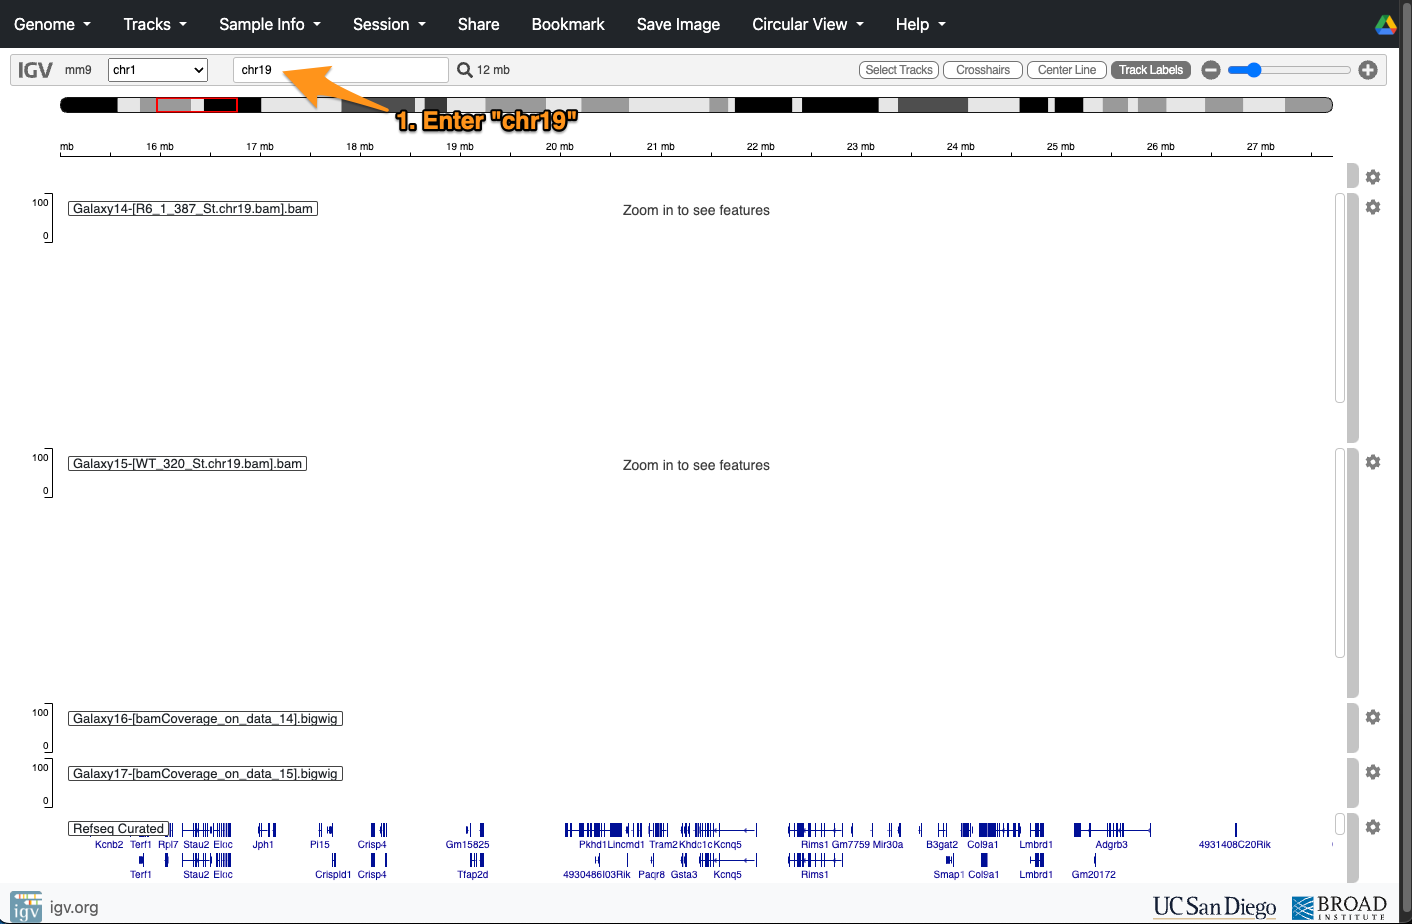 Genome Tracks Sample Info Session Share Bookmark Save Image Circular View Help
IGV mm9 chr1 chr19 12 mb Select Tracks Crosshairs Center Line Track Labels
1. Enter "chr19"
mb 16 mb 17 mb 18 mb 19 mb 20 mb 21 mb 22 mb 23 mb 24 mb 25 mb 26 mb 27 mb
100 Galaxy14-[R6_1_387_St.chr19.bam].bam Zoom in to see features
0
100 Galaxy15-[WT_320_St.chr19.bam].bam Zoom in to see features
0
100 Galaxy16-[bamCoverage_on_data_14].bigwig
0
100 Galaxy17-[bamCoverage_on_data_15].bigwig
0
Refseq Curated
Kcnb2 Terf1 Rpl7 Stau2 Eloc Jph1 Pi15 Crisp4 Gm15825 Pkhd1 Lincmd1 Tram2 Khdc1c Kcnq5 Rims1 Gm7759 Mir30a B3gat2 Col9a1 Lmbrd1 Adgrb3 4931408C20Rik
Terf1 Stau2 Eloc Crispld1 Crisp4 Tfap2d 4930486I03Rik Paqr8 Gsta3 Kcnq5 Rims1 Smap1 Col9a1 Lmbrd1 Gm20172
igv igv.org UC San Diego BROAD
INSTITUTE